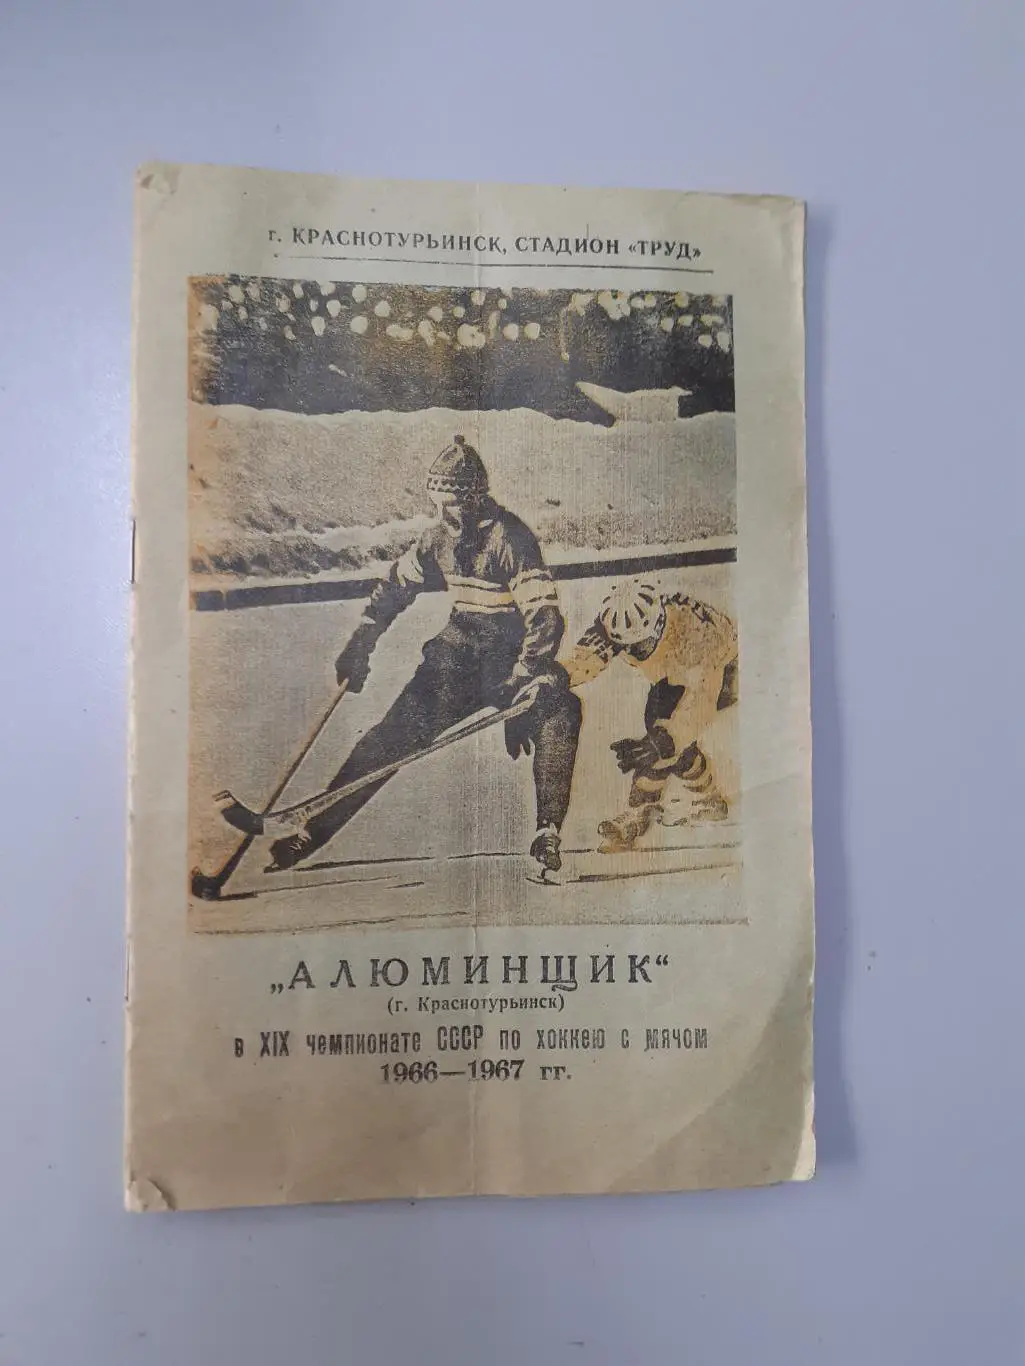 г. КРАСНОТУРЬИНСК, СТАДИОН «ТРУД»
„АЛЮМИНЩИК“
(г. Краснотурьинск)
в XIX чемпионате СССР по хоккею с мячом
1966—1967 гг.